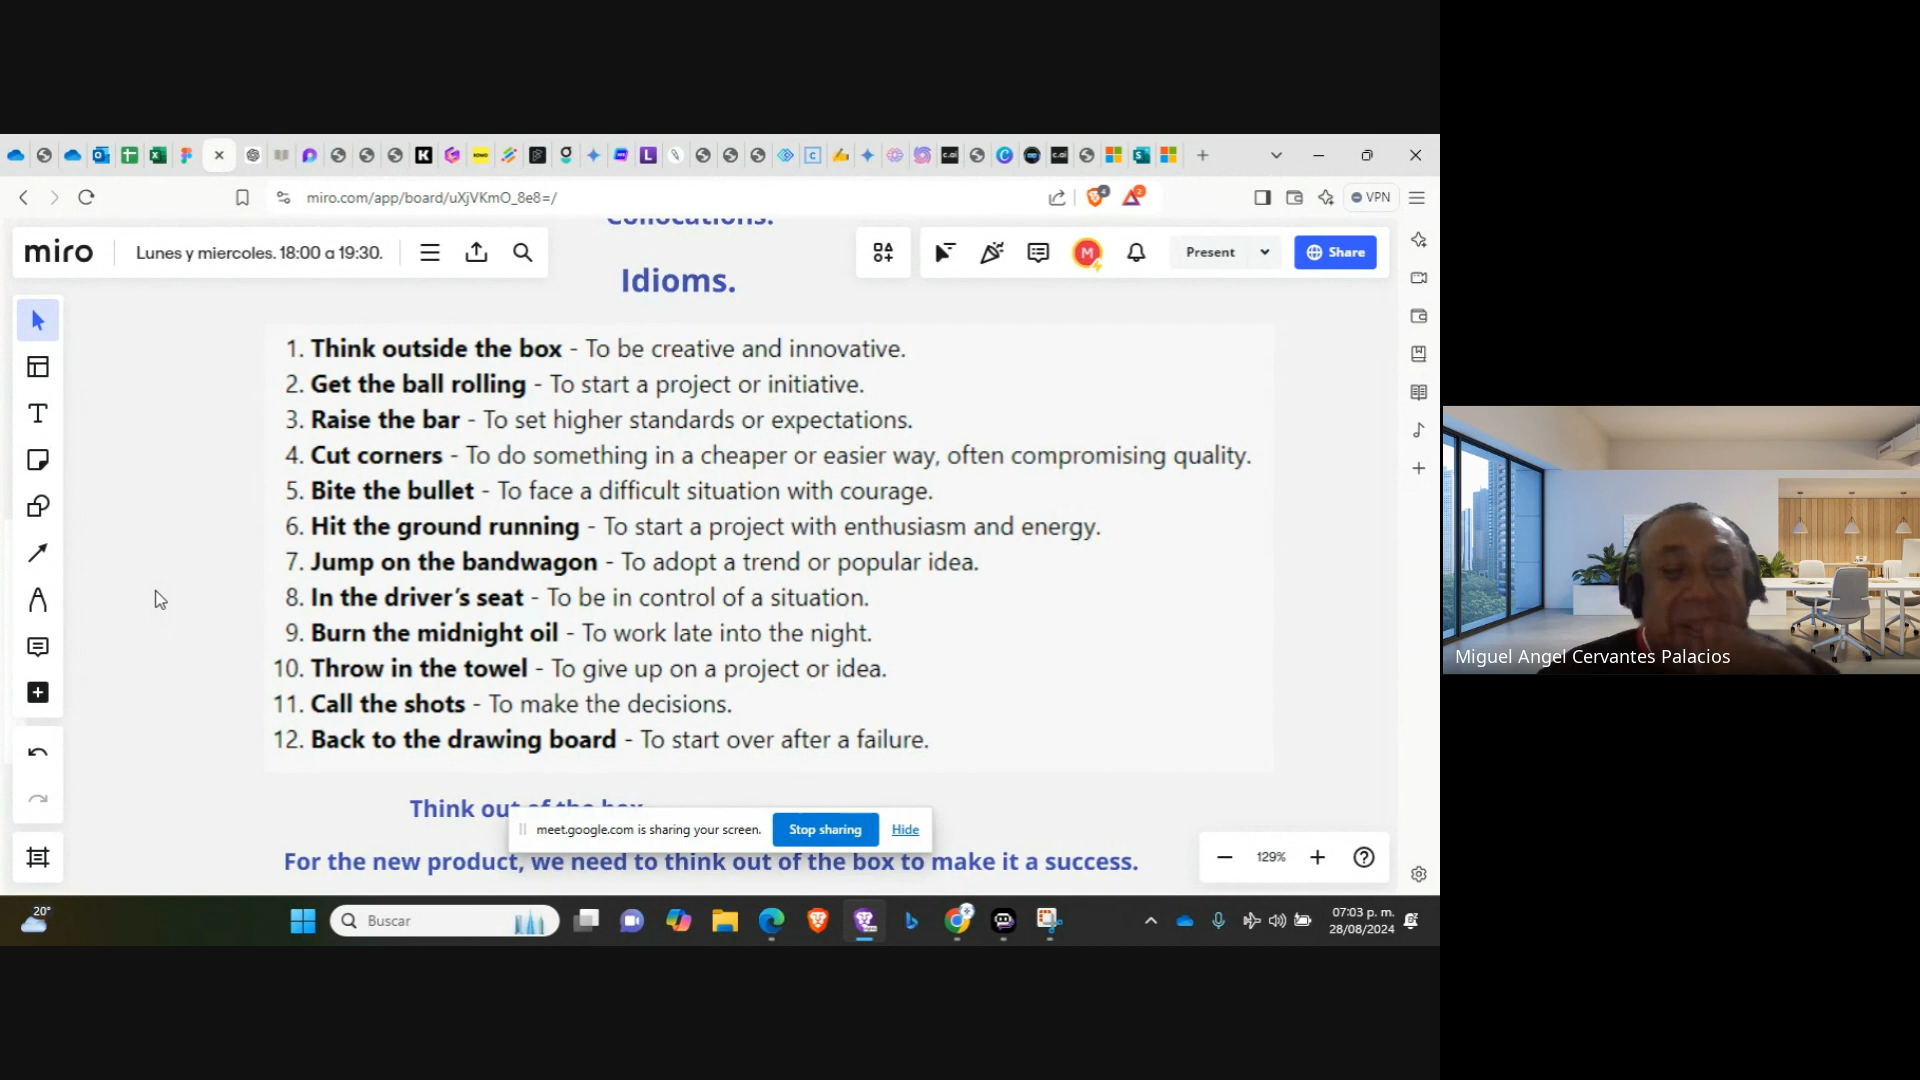 miro.com/app/board/uXjVKmO_8e8=/
VPN
Collocations.
miro
Lunes y miercoles. 18:00 a 19:30.
Present
Share
Idioms.
1. Think outside the box - To be creative and innovative.
2. Get the ball rolling - To start a project or initiative.
3. Raise the bar - To set higher standards or expectations.
4. Cut corners - To do something in a cheaper or easier way, often compromising quality.
5. Bite the bullet - To face a difficult situation with courage.
6. Hit the ground running - To start a project with enthusiasm and energy.
7. Jump on the bandwagon - To adopt a trend or popular idea.
8. In the driver's seat - To be in control of a situation.
9. Burn the midnight oil - To work late into the night.
10. Throw in the towel - To give up on a project or idea.
11. Call the shots - To make the decisions.
12. Back to the drawing board - To start over after a failure.
Think out of the box
meet.google.com is sharing your screen.
Stop sharing
Hide
For the new product, we need to think out of the box to make it a success.
129%
20°
Buscar
07:03 p. m.
28/08/2024
Miguel Angel Cervantes Palacios